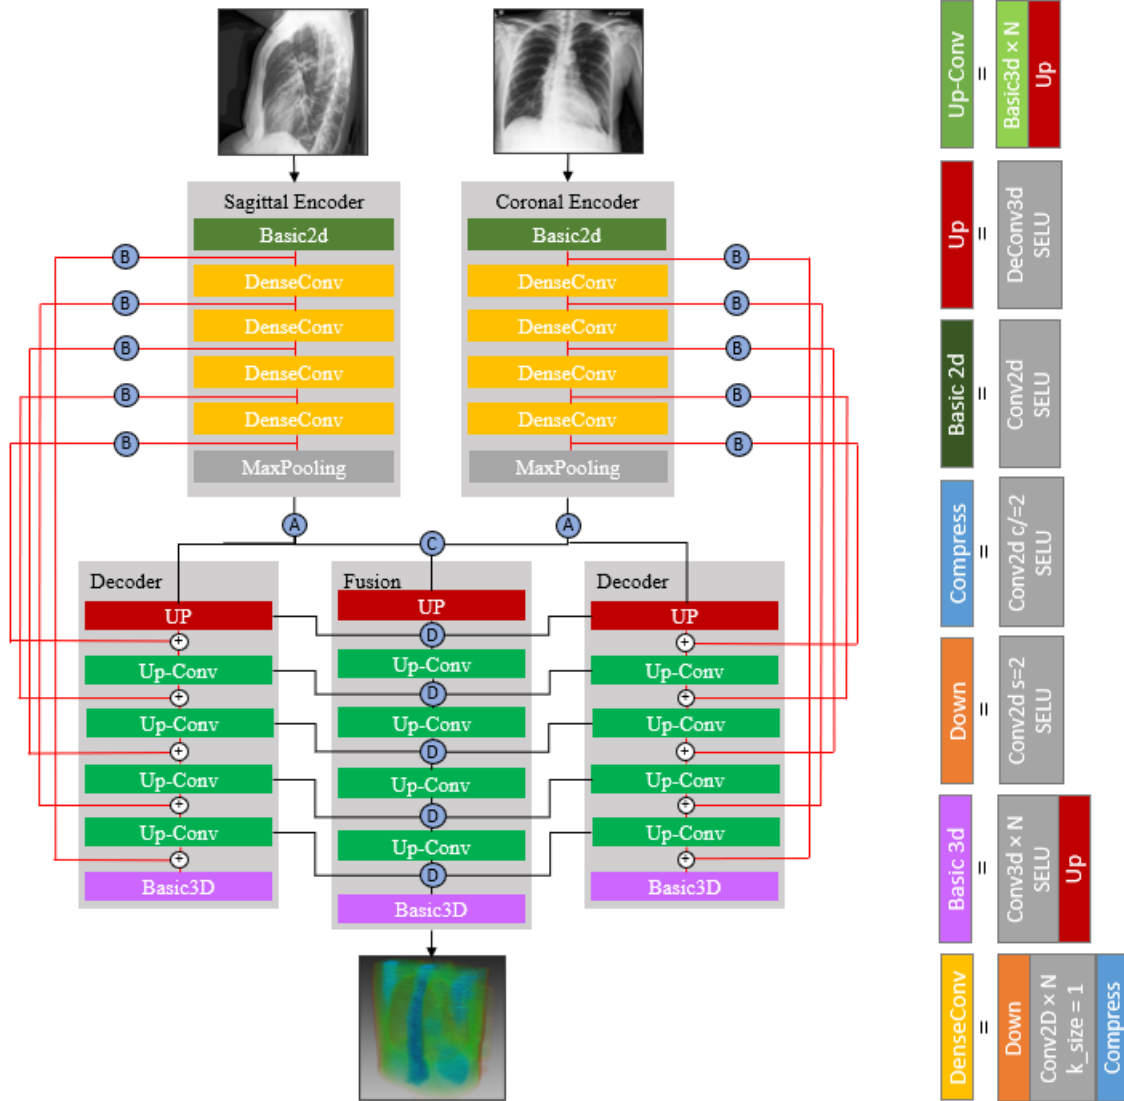 Sagittal Encoder
Basic2d
DenseConv
DenseConv
DenseConv
DenseConv
MaxPooling
Coronal Encoder
Basic2d
DenseConv
DenseConv
DenseConv
DenseConv
MaxPooling
B
B
B
B
B
B
B
B
B
B
A
C
A
Decoder
UP
+
Up-Conv
+
Up-Conv
+
Up-Conv
+
Up-Conv
+
Basic3D
Fusion
UP
D
Up-Conv
D
Up-Conv
D
Up-Conv
D
Up-Conv
D
Basic3D
Decoder
UP
+
Up-Conv
+
Up-Conv
+
Up-Conv
+
Up-Conv
+
Basic3D
Up-Conv
=
Basic3d × N
Up
Up
=
DeConv3d
SELU
Basic 2d
=
Conv2d
SELU
Compress
=
Conv2d c/=2
SELU
Down
=
Conv2d s=2
SELU
Basic 3d
=
Conv3d × N
SELU
Up
DenseConv
=
Down
Conv2D × N
k_size = 1
Compress